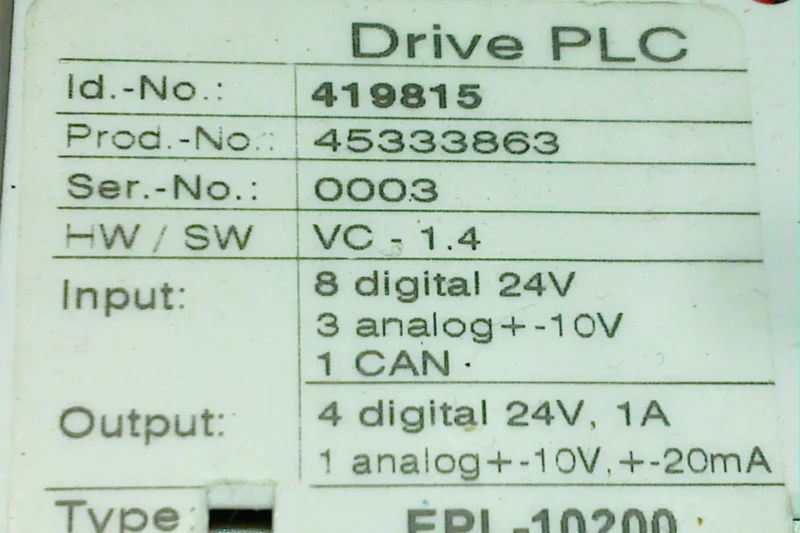 Drive PLC
Id.-No.: 419815
Prod.-No.: 45333863
Ser.-No.: 0003
HW / SW VC - 1.4
Input: 8 digital 24V
3 analog+-10V
1 CAN
Output: 4 digital 24V, 1A
1 analog+-10V,+-20mA
Type: EPL-10200